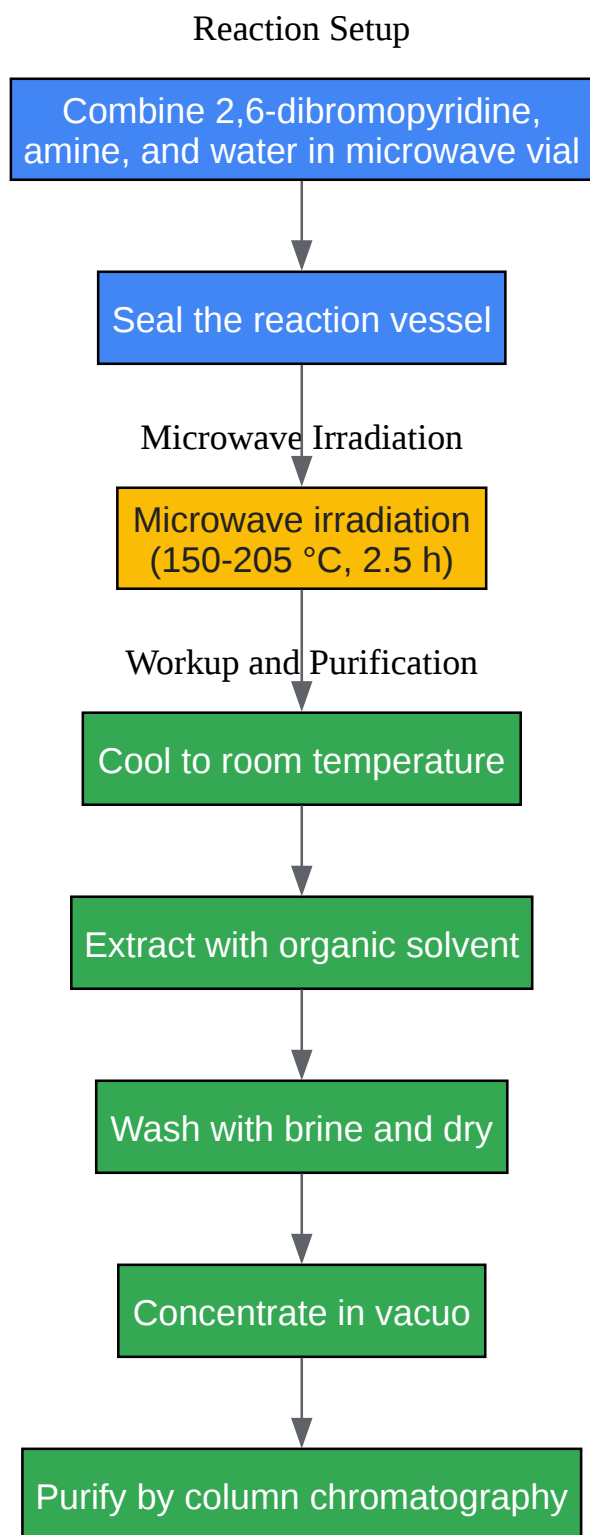 Reaction Setup
Combine 2,6-dibromopyridine,
amine, and water in microwave vial
Seal the reaction vessel
Microwave Irradiation
Microwave irradiation
(150-205 °C, 2.5 h)
Workup and Purification
Cool to room temperature
Extract with organic solvent
Wash with brine and dry
Concentrate in vacuo
Purify by column chromatography